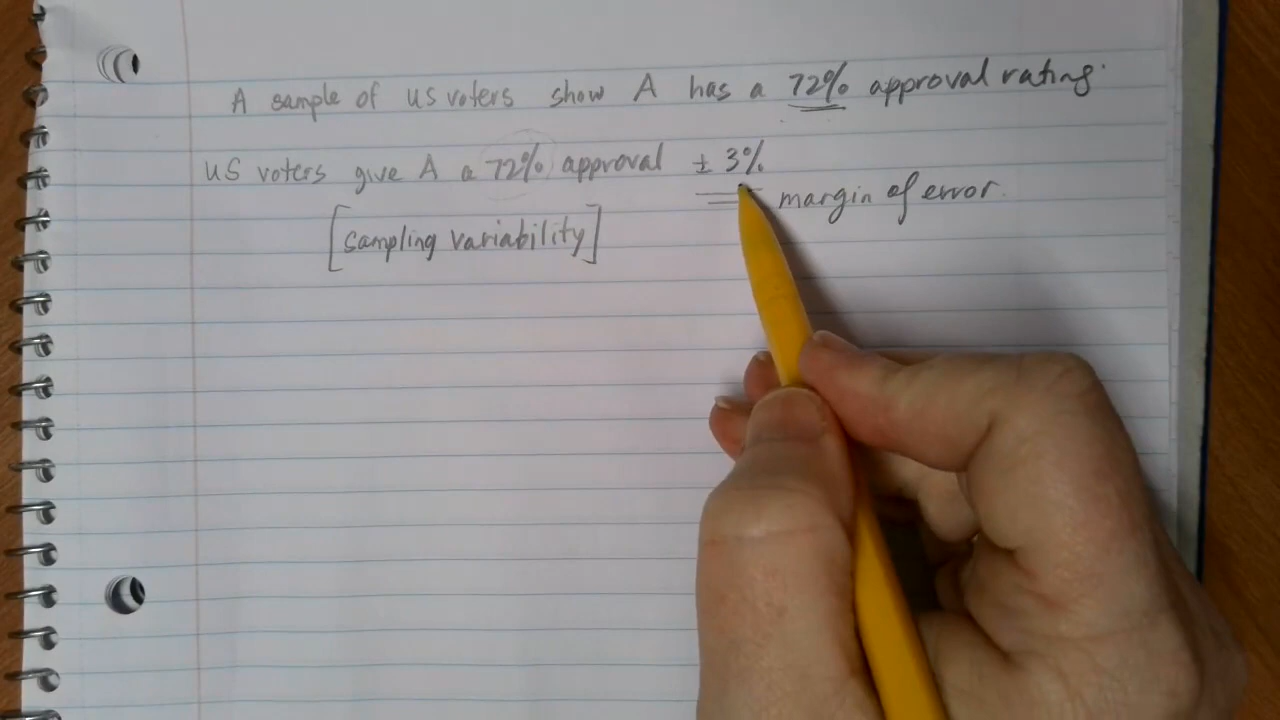 A sample of US voters show A has a 72% approval rating.
US voters give A a 72% approval ± 3%
margin of error.
[sampling variability]